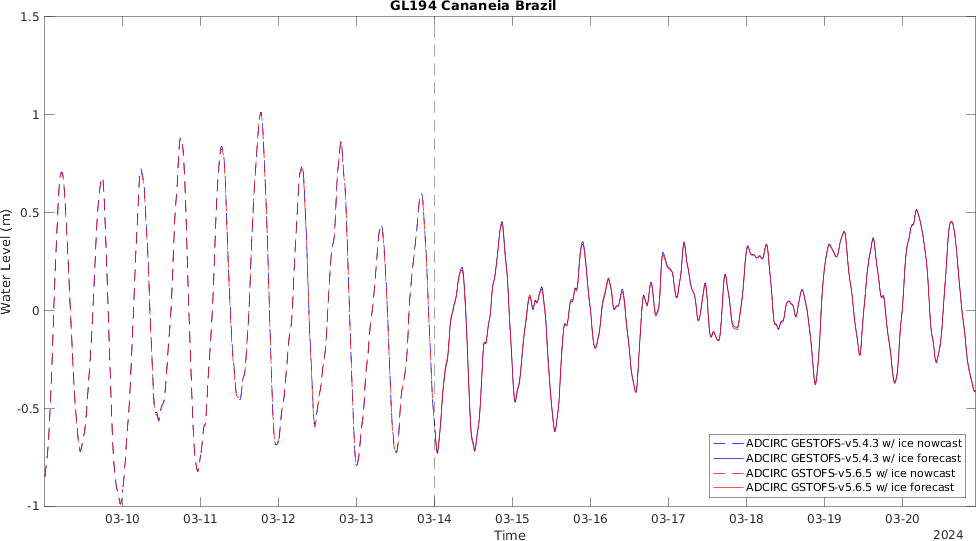 GL194 Cananeia Brazil
1.5
1
0.5
0
-0.5
-1
Water Level (m)
03-10 03-11 03-12 03-13 03-14 03-15 03-16 03-17 03-18 03-19 03-20
Time
2024
ADCIRC GESTOFS-v5.4.3 w/ ice nowcast
ADCIRC GESTOFS-v5.4.3 w/ ice forecast
ADCIRC GSTOFS-v5.6.5 w/ ice nowcast
ADCIRC GSTOFS-v5.6.5 w/ ice forecast